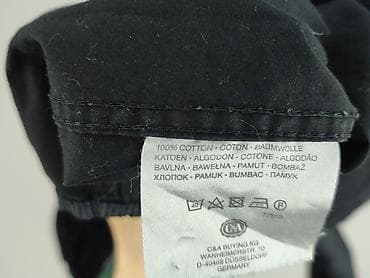 100% COTTON - COTON - BAUMWOLLE
KATOEN - ALGODON - COTONE - ALGODÃO
BAVLNA - BAWEŁNA - PAMUT - BOMBAŽ
ХЛОПОК - PAMUK - BUMBAC - ПАМУК
C&A
C&A BUYING KG
WANHEIMERSTR. 70
D-40468 DÜSSELDORF
GERMANY